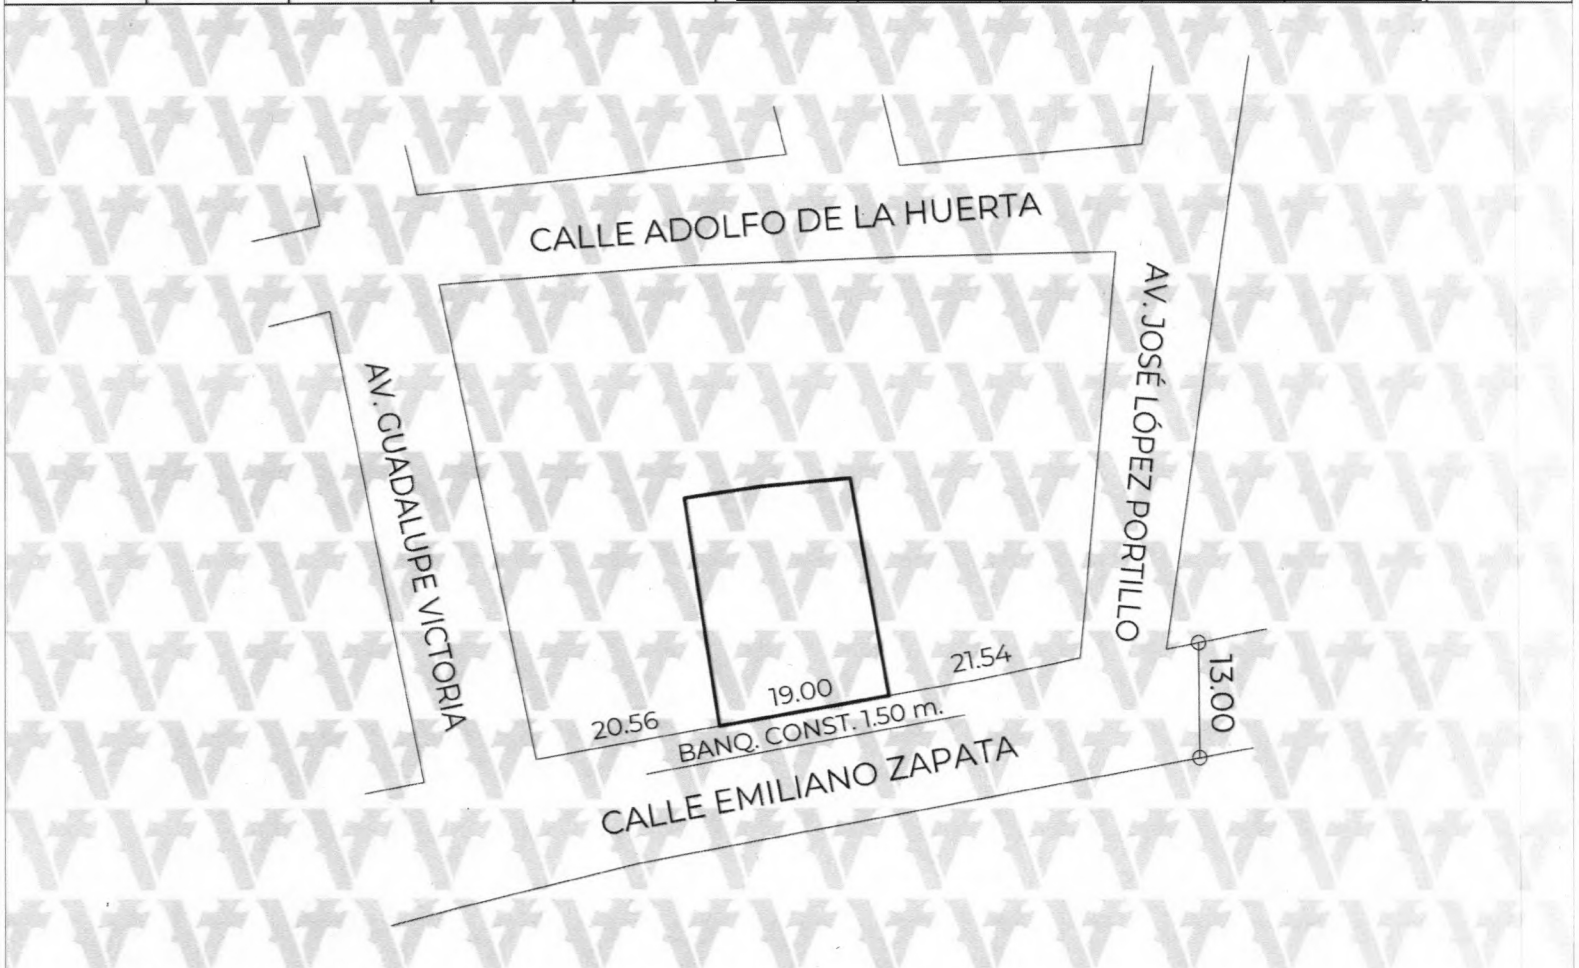 CALLE ADOLFO DE LA HUERTA
AV. JOSÉ LÓPEZ PORTILLO
AV. GUADALUPE VICTORIA
21.54
19.00
20.56
BANQ. CONST. 1.50 m.
13.00
CALLE EMILIANO ZAPATA